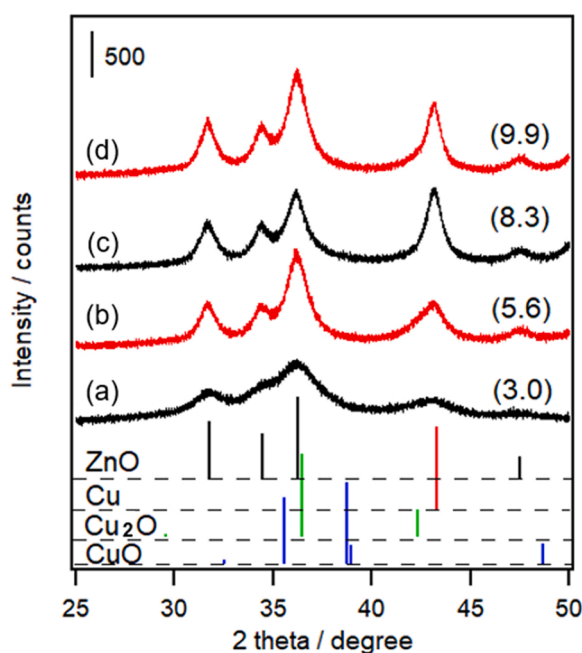 500
(d)
(9.9)
(c)
(8.3)
(b)
(5.6)
(a)
(3.0)
ZnO
Cu
Cu2O
CuO
25 30 35 40 45 50
2 theta / degree
Intensity / counts